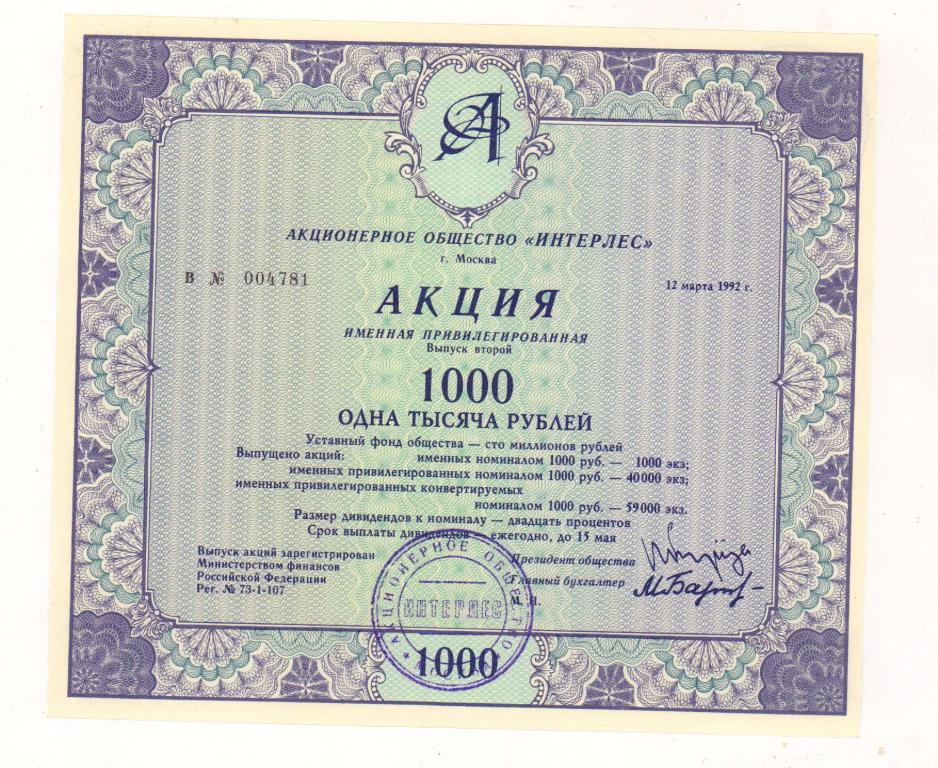 А
АКЦИОНЕРНОЕ ОБЩЕСТВО «ИНТЕРЛЕС»
г. Москва
В № 004781
12 марта 1992 г.
АКЦИЯ
ИМЕННАЯ ПРИВИЛЕГИРОВАННАЯ
Выпуск второй
1000
ОДНА ТЫСЯЧА РУБЛЕЙ
Уставный фонд общества — сто миллионов рублей
Выпущено акций: именных номиналом 1000 руб. — 1000 экз;
именных привилегированных номиналом 1000 руб. — 40000 экз;
именных привилегированных конвертируемых
номиналом 1000 руб. — 59000 экз.
Размер дивидендов к номиналу — двадцать процентов
Срок выплаты дивидендов — ежегодно, до 15 мая
Выпуск акций зарегистрирован
Министерством финансов
Российской Федерации
Рег. № 73-1-107
Президент общества
Главный бухгалтер
М. П.
АКЦИОНЕРНОЕ ОБЩЕСТВО
ИНТЕРЛЕС
1000